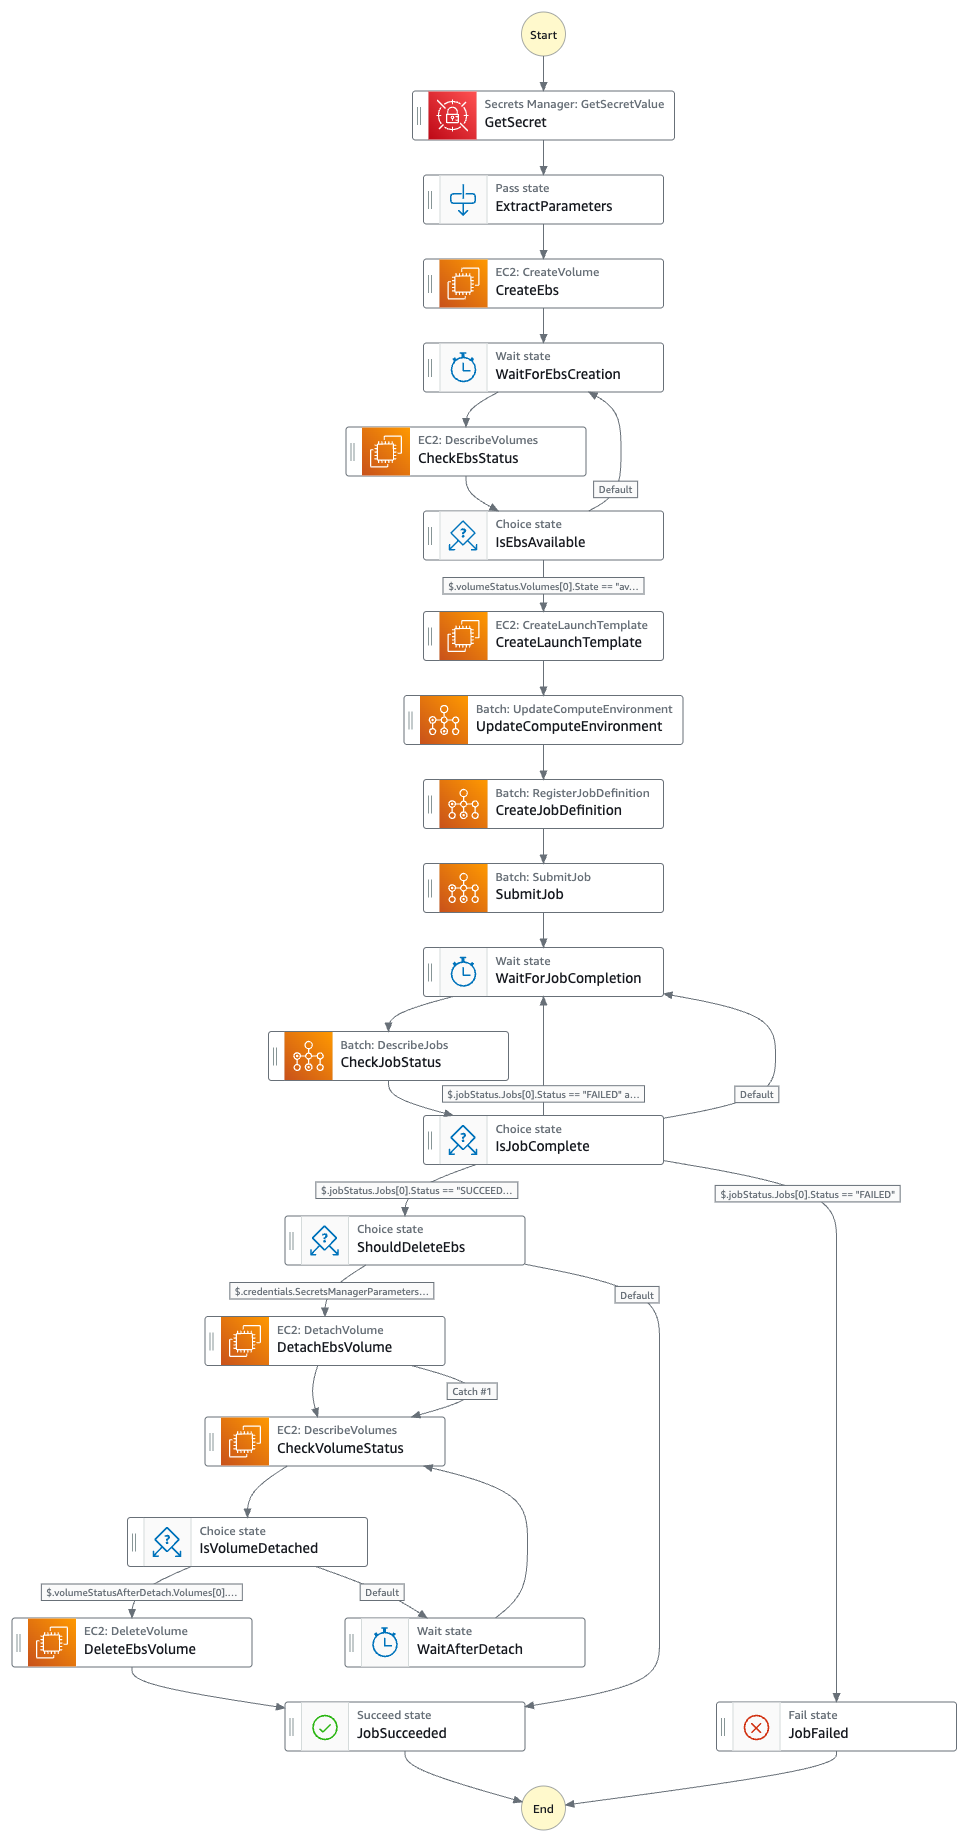 Start
Secrets Manager: GetSecretValue
GetSecret
Pass state
ExtractParameters
EC2: CreateVolume
CreateEbs
Wait state
WaitForEbsCreation
EC2: DescribeVolumes
CheckEbsStatus
Default
Choice state
IsEbsAvailable
$.volumeStatus.Volumes[0].State == "av...
EC2: CreateLaunchTemplate
CreateLaunchTemplate
Batch: UpdateComputeEnvironment
UpdateComputeEnvironment
Batch: RegisterJobDefinition
CreateJobDefinition
Batch: SubmitJob
SubmitJob
Wait state
WaitForJobCompletion
Batch: DescribeJobs
CheckJobStatus
$.jobStatus.Jobs[0].Status == "FAILED" a...
Default
Choice state
IsJobComplete
$.jobStatus.Jobs[0].Status == "SUCCEED...
$.jobStatus.Jobs[0].Status == "FAILED"
Choice state
ShouldDeleteEbs
$.credentials.SecretsManagerParameters...
Default
EC2: DetachVolume
DetachEbsVolume
Catch #1
EC2: DescribeVolumes
CheckVolumeStatus
Choice state
IsVolumeDetached
$.volumeStatusAfterDetach.Volumes[0]....
Default
EC2: DeleteVolume
DeleteEbsVolume
Wait state
WaitAfterDetach
Succeed state
JobSucceeded
Fail state
JobFailed
End